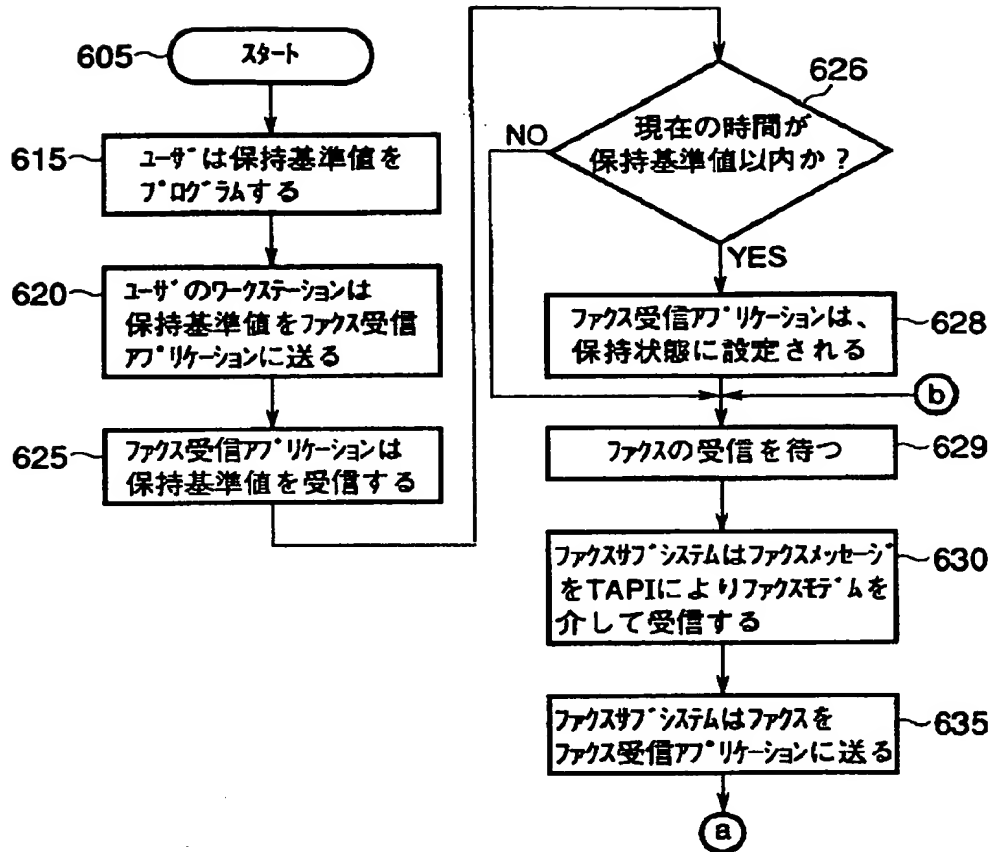 605
スタート
615
ユーザは保持基準値を
プログラムする
620
ユーザのワークステーションは
保持基準値をファクス受信
アプリケーションに送る
625
ファクス受信アプリケーションは
保持基準値を受信する
626
現在の時間が
保持基準値以内か?
NO
YES
ファクス受信アプリケーションは、
保持状態に設定される
628
b
ファクスの受信を待つ
629
ファクスサブシステムはファクスメッセージ
をTAPIによりファクスモデムを
介して受信する
630
ファクスサブシステムはファクスを
ファクス受信アプリケーションに送る
635
a